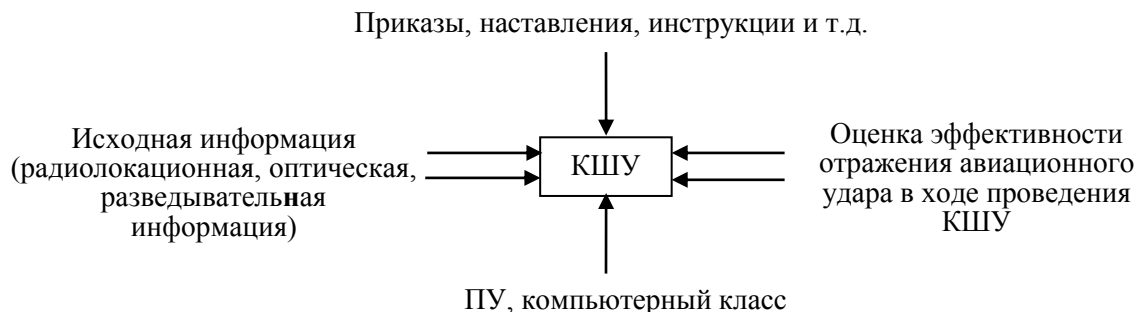 Приказы, наставления, инструкции и т.д.
Исходная информация
(радиолокационная, оптическая,
разведывательная
информация)
КШУ
Оценка эффективности
отражения авиационного
удара в ходе проведения
КШУ
ПУ, компьютерный класс